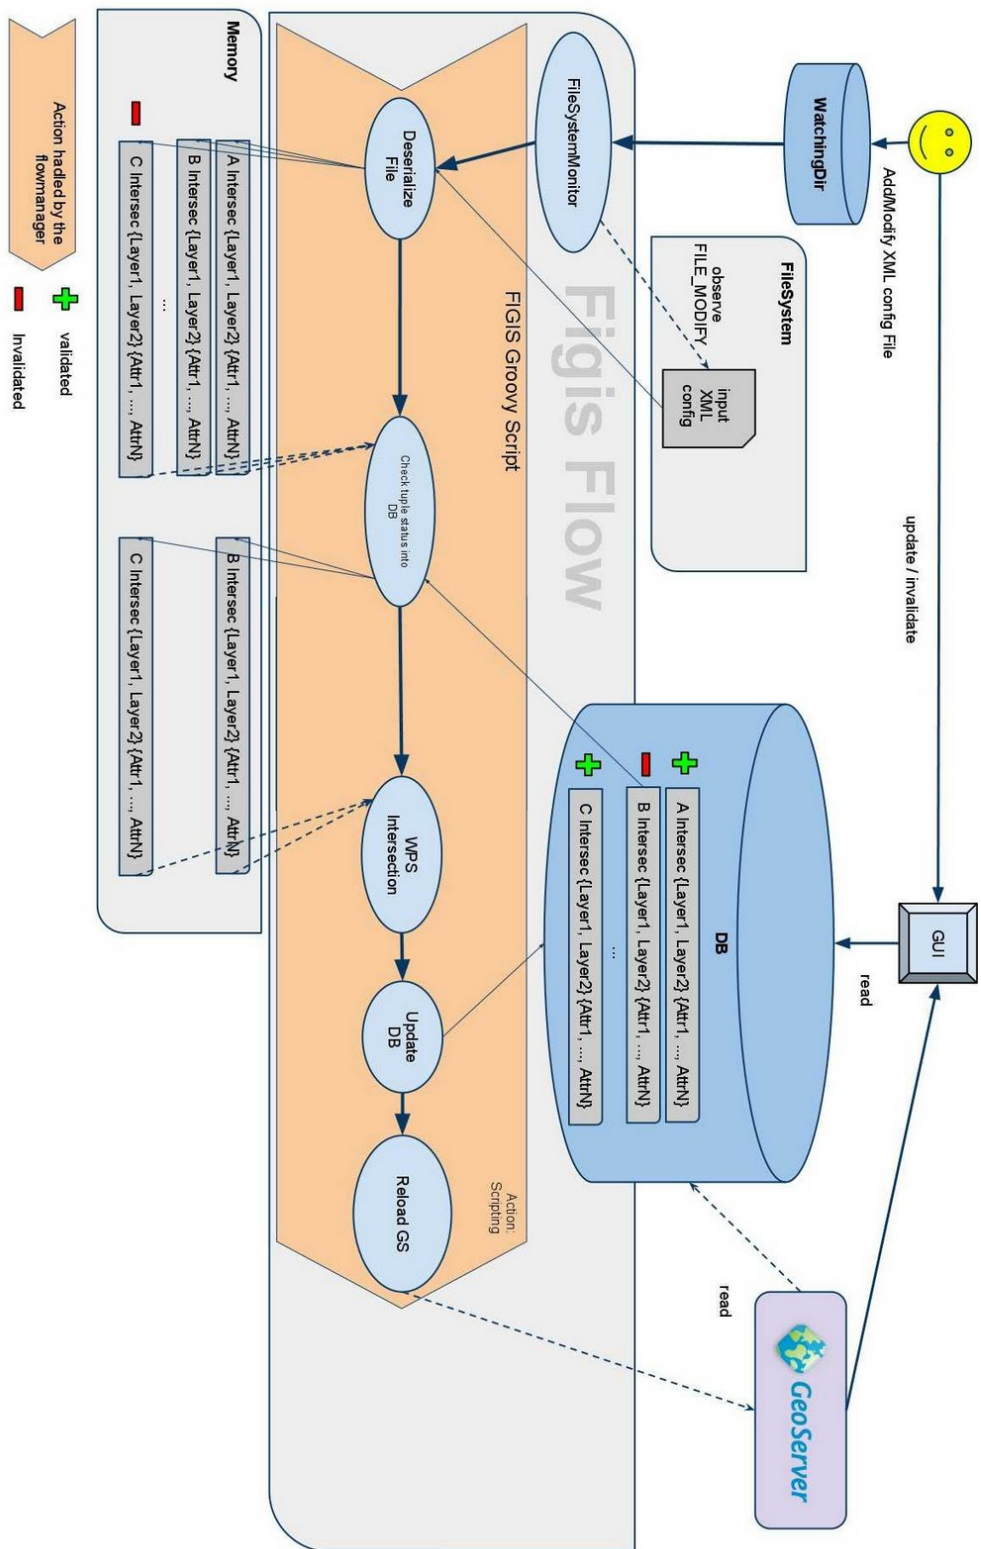 Add/Modify XML config File
update / invalidate
GUI
read
WatchingDir
FileSystem
observe
FILE_MODIFY
input
XML
config
DB
A Intersec {Layer1, Layer2} {Attr1, ..., AttrN}
B Intersec {Layer1, Layer2} {Attr1, ..., AttrN}
...
C Intersec {Layer1, Layer2} {Attr1, ..., AttrN}
GeoServer
read
FileSystemMonitor
Figis Flow
FIGIS Groovy Script
Action:
Scripting
Deserialize
File
Check tuple status into
DB
WPS
Intersection
Update
DB
Reload GS
Memory
A Intersec {Layer1, Layer2} {Attr1, ..., AttrN}
B Intersec {Layer1, Layer2} {Attr1, ..., AttrN}
...
C Intersec {Layer1, Layer2} {Attr1, ..., AttrN}
B Intersec {Layer1, Layer2} {Attr1, ..., AttrN}
C Intersec {Layer1, Layer2} {Attr1, ..., AttrN}
Action hadled by the
flowmanager
validated
Invalidated